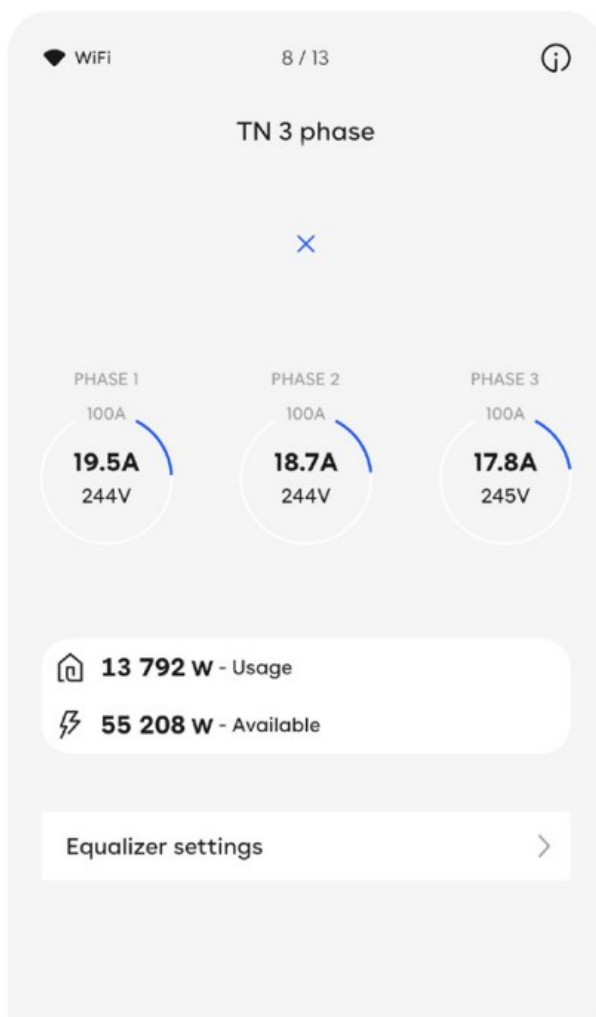 WiFi 8 / 13
TN 3 phase
PHASE 1 PHASE 2 PHASE 3
100A 100A 100A
19.5A 18.7A 17.8A
244V 244V 245V
13 792 W - Usage
55 208 W - Available
Equalizer settings